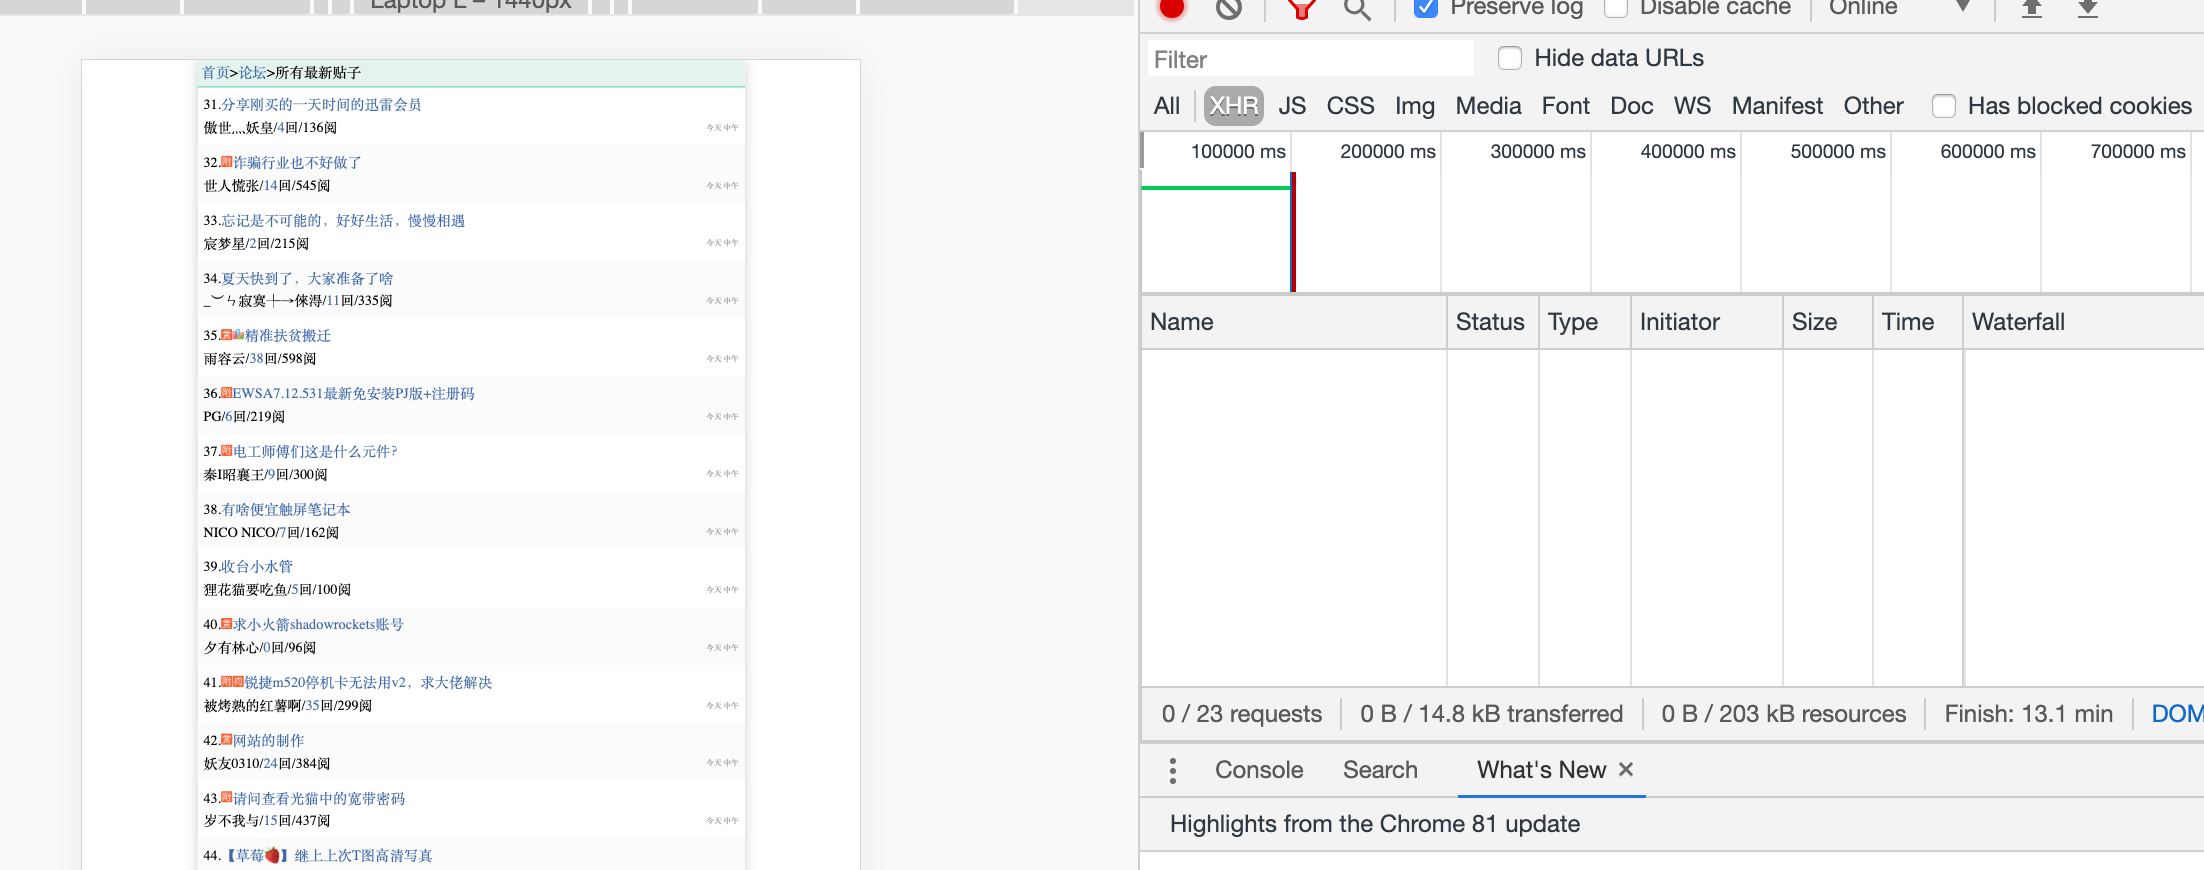 Laptop L – 1440px
首页>论坛>所有最新贴子
31.分享刚买的一天时间的迅雷会员
傲世灬妖皇/4回/136阅
今天 中午
32.附诈骗行业也不好做了
世人慌张/14回/545阅
今天 中午
33.忘记是不可能的，好好生活，慢慢相遇
宸梦星/2回/215阅
今天 中午
34.夏天快到了，大家准备了啥
_︶ㄣ寂寞╁→倈淂/11回/335阅
今天 中午
35.精准扶贫搬迁
雨容云/38回/598阅
今天 中午
36.附EWSA7.12.531最新免安装PJ版+注册码
PG/6回/219阅
今天 中午
37.附电工师傅们这是什么元件?
秦I昭襄王/9回/300阅
今天 中午
38.有啥便宜触屏笔记本
NICO NICO/7回/162阅
今天 中午
39.收台小水管
狸花猫要吃鱼/5回/100阅
今天 中午
40.求小火箭shadowrockets账号
夕有林心/0回/96阅
今天 中午
41.锐捷m520停机卡无法用v2，求大佬解决
被烤熟的红薯啊/35回/299阅
今天 中午
42.网站的制作
妖友0310/24回/384阅
今天 中午
43.附请问查看光猫中的宽带密码
岁不我与/15回/437阅
今天 中午
44.【草莓🍓】继上上次T图高清写真
Preserve log Disable cache Online
Filter Hide data URLs
All XHR JS CSS Img Media Font Doc WS Manifest Other Has blocked cookies
100000 ms 200000 ms 300000 ms 400000 ms 500000 ms 600000 ms 700000 ms
Name Status Type Initiator Size Time Waterfall
0 / 23 requests 0 B / 14.8 kB transferred 0 B / 203 kB resources Finish: 13.1 min DOM
Console Search What's New ×
Highlights from the Chrome 81 update